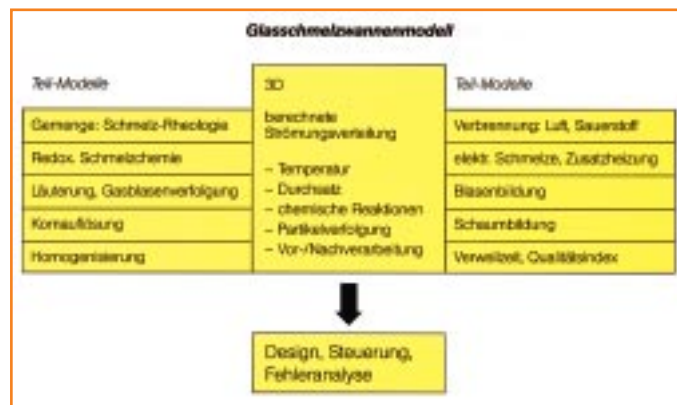 Glasschmelzwannenmodell
Teil-Modelle
Gemenge: Schmelz-Rheologie
Redox. Schmelzchemie
Läuterung, Gasblasenverfolgung
Kornauflösung
Homogenisierung
3D
berechnete
Strömungsverteilung
– Temperatur
– Durchsatz
– chemische Reaktionen
– Partikelverfolgung
– Vor-/Nachverarbeitung
Teil-Modelle
Verbrennung: Luft, Sauerstoff
elektr. Schmelze, Zusatzheizung
Blasenbildung
Schaumbildung
Verweilzeit, Qualitätsindex
Design, Steuerung,
Fehleranalyse